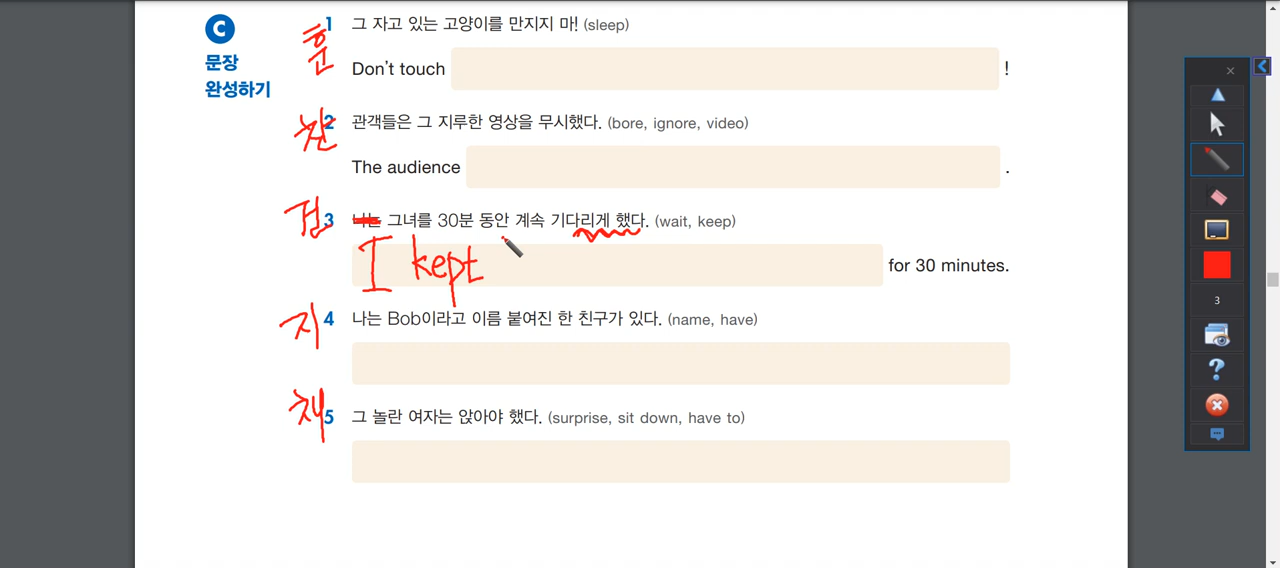 C
문장
완성하기
훈 1 그 자고 있는 고양이를 만지지 마! (sleep)
Don't touch !
찬 2 관객들은 그 지루한 영상을 무시했다. (bore, ignore, video)
The audience .
3 나는 그녀를 30분 동안 계속 기다리게 했다. (wait, keep)
I kept for 30 minutes.
지 4 나는 Bob이라고 이름 붙여진 한 친구가 있다. (name, have)
채 5 그 놀란 여자는 앉아야 했다. (surprise, sit down, have to)
3